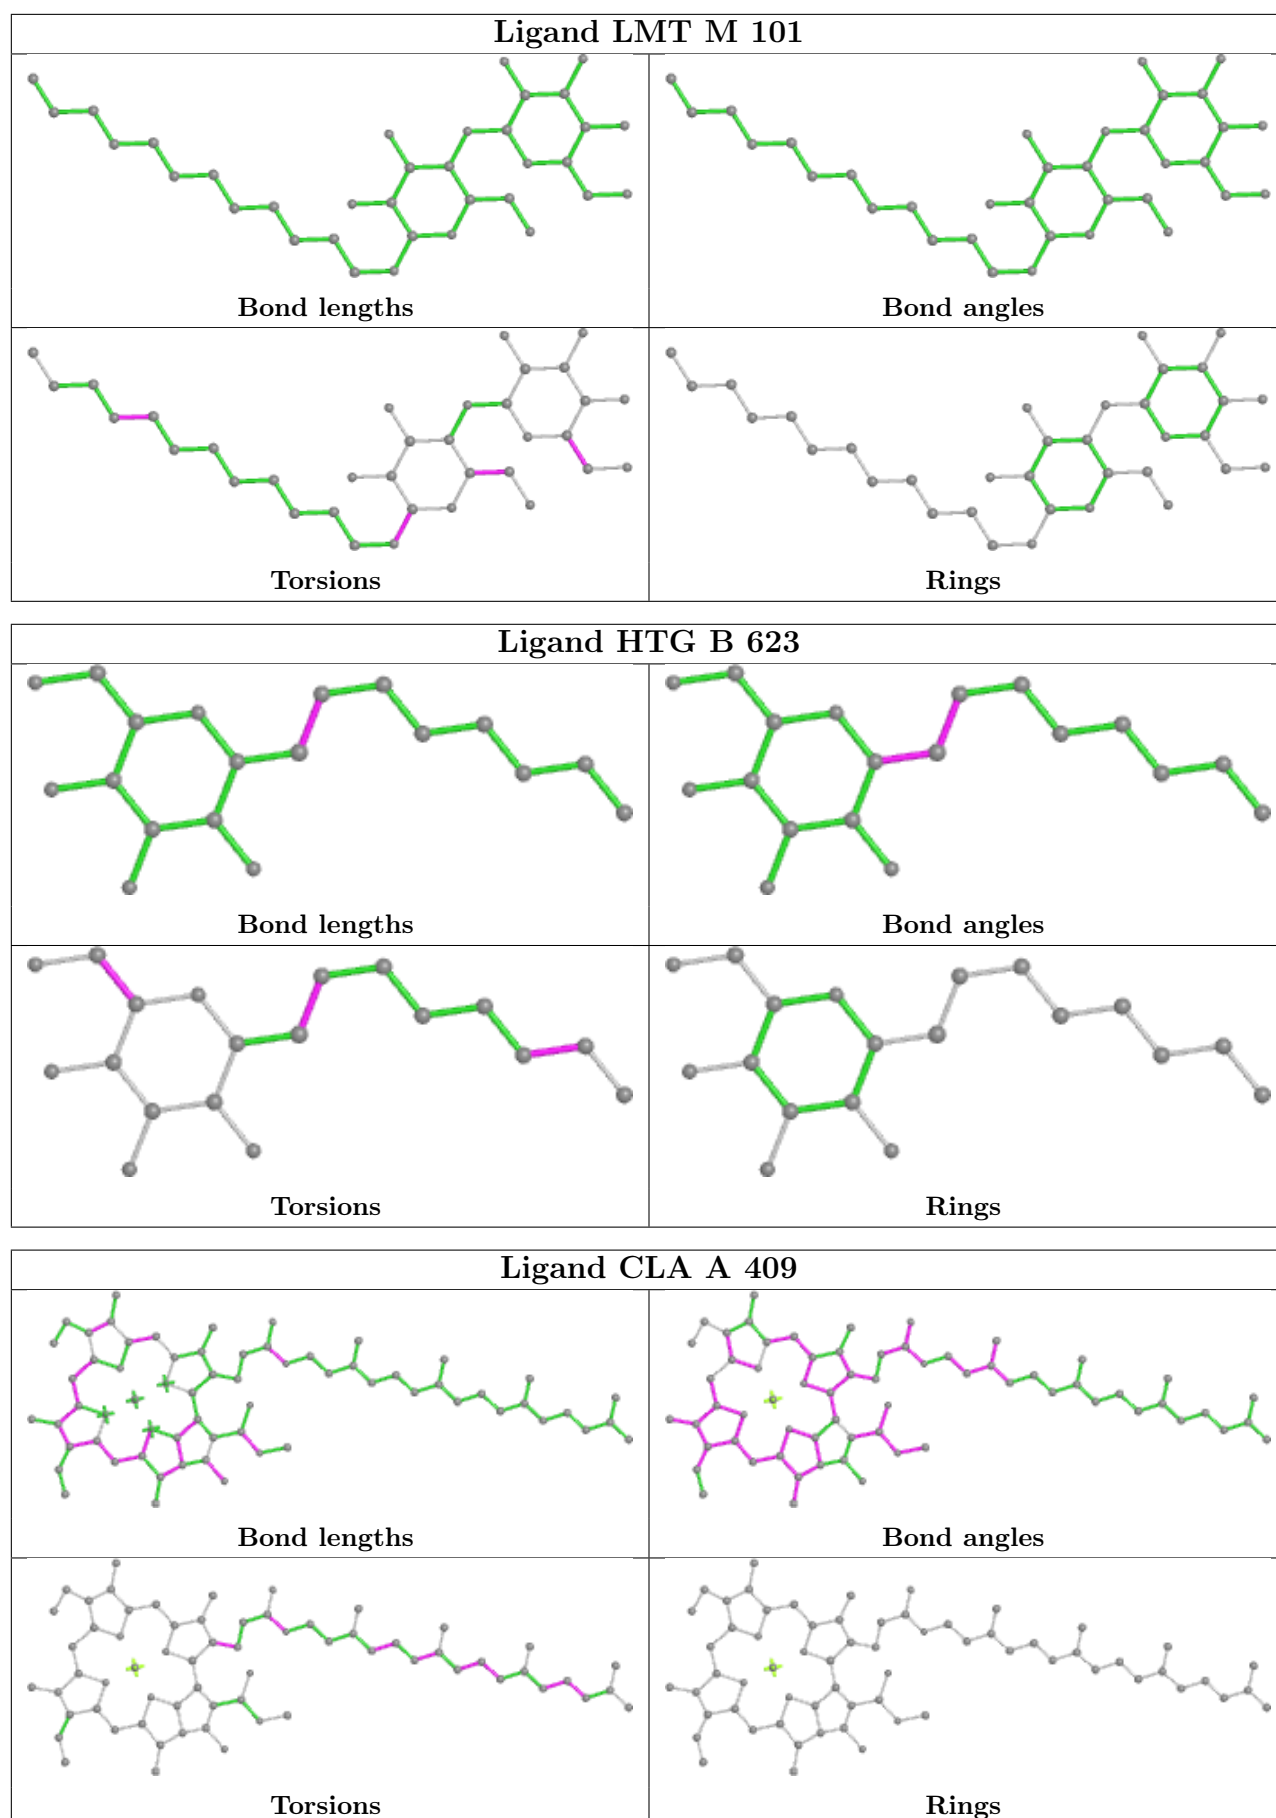 Ligand LMT M 101
Bond lengths
Bond angles
Torsions
Rings
Ligand HTG B 623
Bond lengths
Bond angles
Torsions
Rings
Ligand CLA A 409
Bond lengths
Bond angles
Torsions
Rings